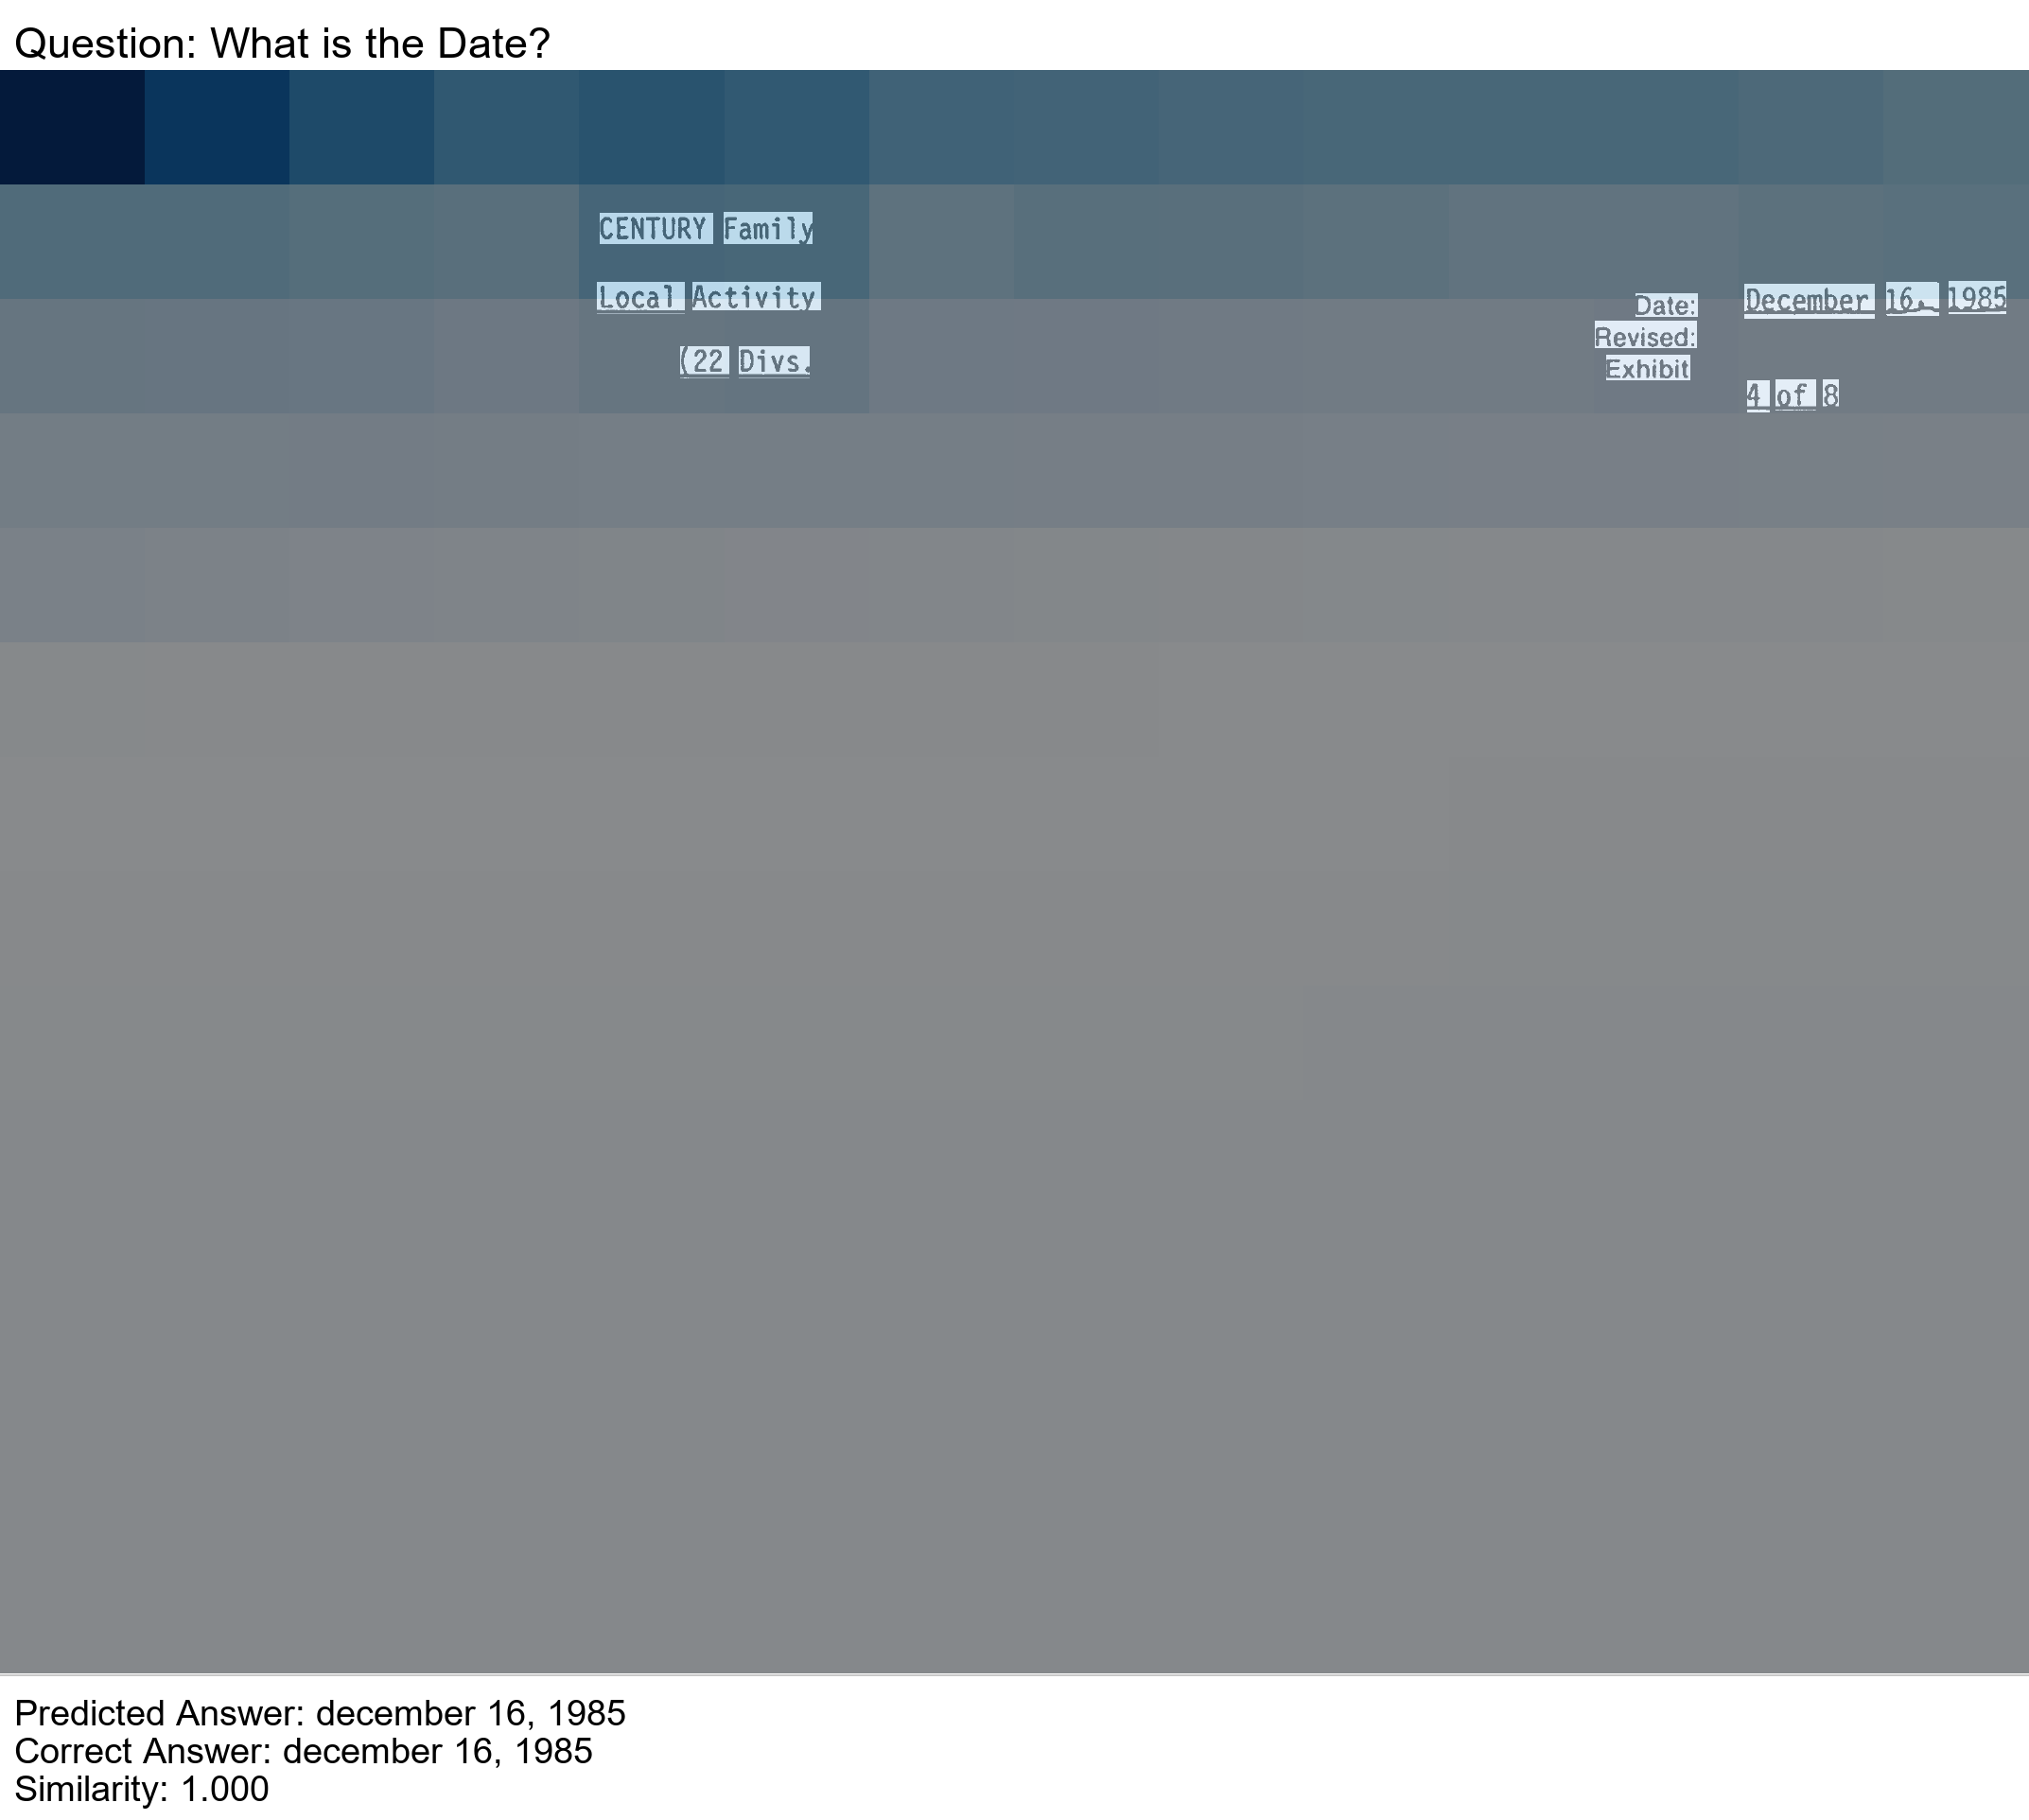 Question: What is the Date?
CENTURY Family
Local Activity
(22 Divs.
Date: December 16, 1985
Revised:
Exhibit
4 of 8
Predicted Answer: december 16, 1985
Correct Answer: december 16, 1985
Similarity: 1.000